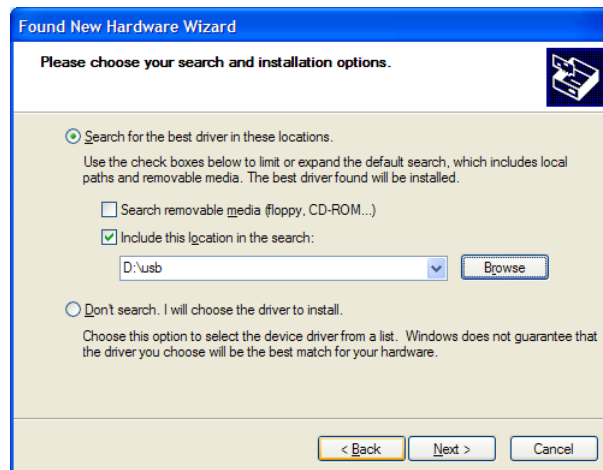 Found New Hardware Wizard
Please choose your search and installation options.
Search for the best driver in these locations.
Use the check boxes below to limit or expand the default search, which includes local
paths and removable media. The best driver found will be installed.
Search removable media (floppy, CD-ROM...)
Include this location in the search:
D:\usb
Browse
Don't search. I will choose the driver to install.
Choose this option to select the device driver from a list. Windows does not guarantee that
the driver you choose will be the best match for your hardware.
< Back Next > Cancel